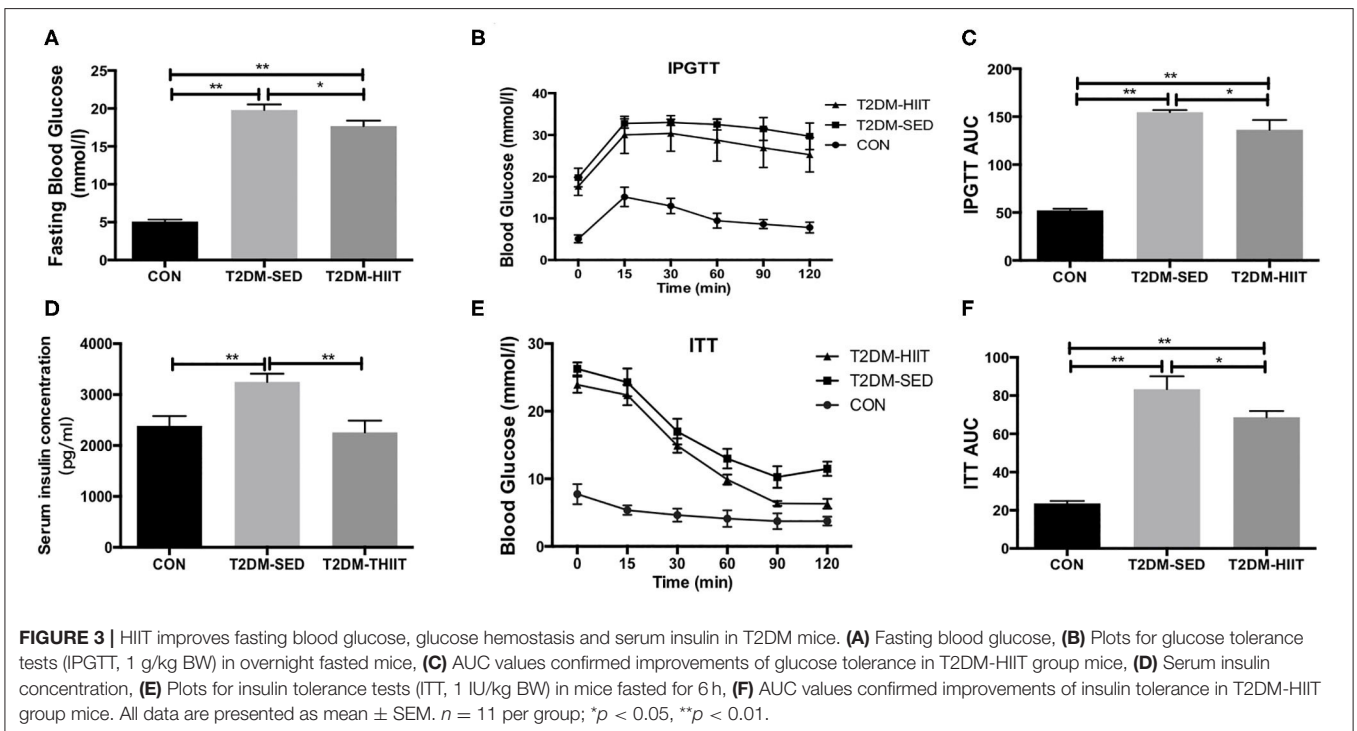 A
Fasting Blood Glucose
(mmol/l)
25
20
15
10
5
0
**
**
*
CON
T2DM-SED
T2DM-HIIT
B
IPGTT
Blood Glucose (mmol/l)
40
30
20
10
0
0
15
30
60
90
120
Time (min)
T2DM-HIIT
T2DM-SED
CON
C
IPGTT AUC
200
150
100
50
0
**
**
*
CON
T2DM-SED
T2DM-HIIT
D
Serum insulin concentration
(pg/ml)
4000
3000
2000
1000
0
**
**
CON
T2DM-SED
T2DM-THIIT
E
ITT
Blood Glucose (mmol/l)
30
20
10
0
0
15
30
60
90
120
Time (min)
T2DM-HIIT
T2DM-SED
CON
F
ITT AUC
100
80
60
40
20
0
**
**
*
CON
T2DM-SED
T2DM-HIIT
FIGURE 3 | HIIT improves fasting blood glucose, glucose hemostasis and serum insulin in T2DM mice. (A) Fasting blood glucose, (B) Plots for glucose tolerance
tests (IPGTT, 1 g/kg BW) in overnight fasted mice, (C) AUC values confirmed improvements of glucose tolerance in T2DM-HIIT group mice, (D) Serum insulin
concentration, (E) Plots for insulin tolerance tests (ITT, 1 IU/kg BW) in mice fasted for 6 h, (F) AUC values confirmed improvements of insulin tolerance in T2DM-HIIT
group mice. All data are presented as mean ± SEM. n = 11 per group; *p < 0.05, **p < 0.01.